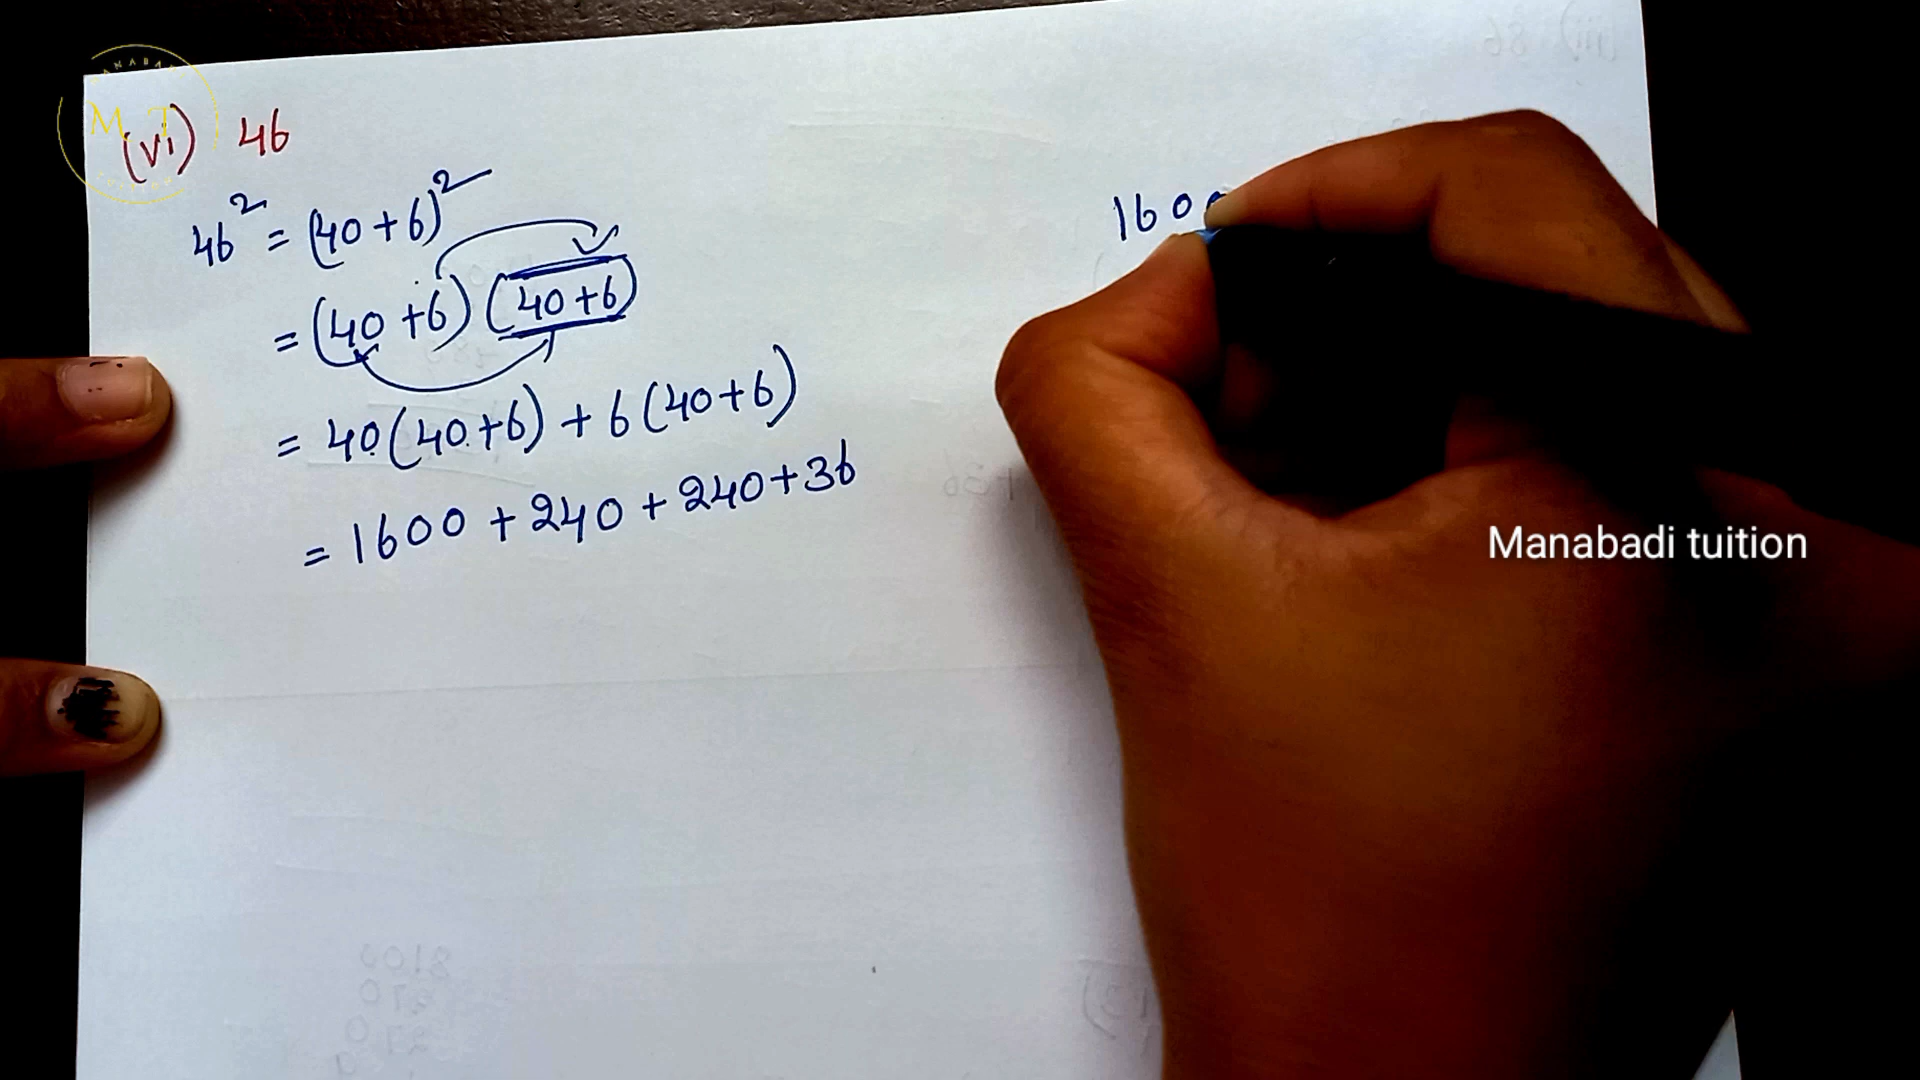 (vi) 46
46² = (40+6)²
= (40+6)(40+6)
= 40(40+6) + 6(40+6)
= 1600 + 240 + 240 + 36
160
Manabadi tuition
M T